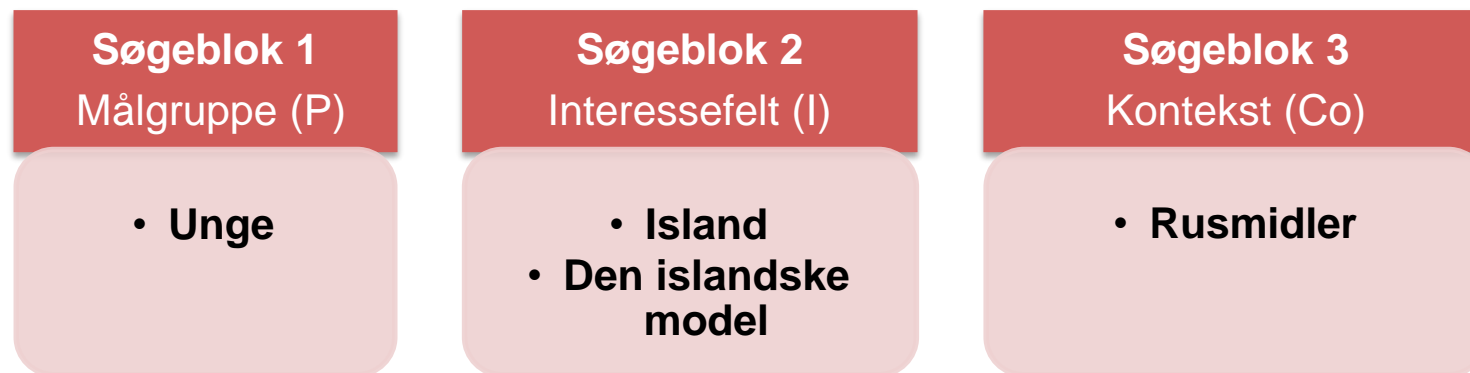 Søgeblok 1
Målgruppe (P)
• Unge
Søgeblok 2
Interessefelt (I)
• Island
• Den islandske
model
Søgeblok 3
Kontekst (Co)
• Rusmidler